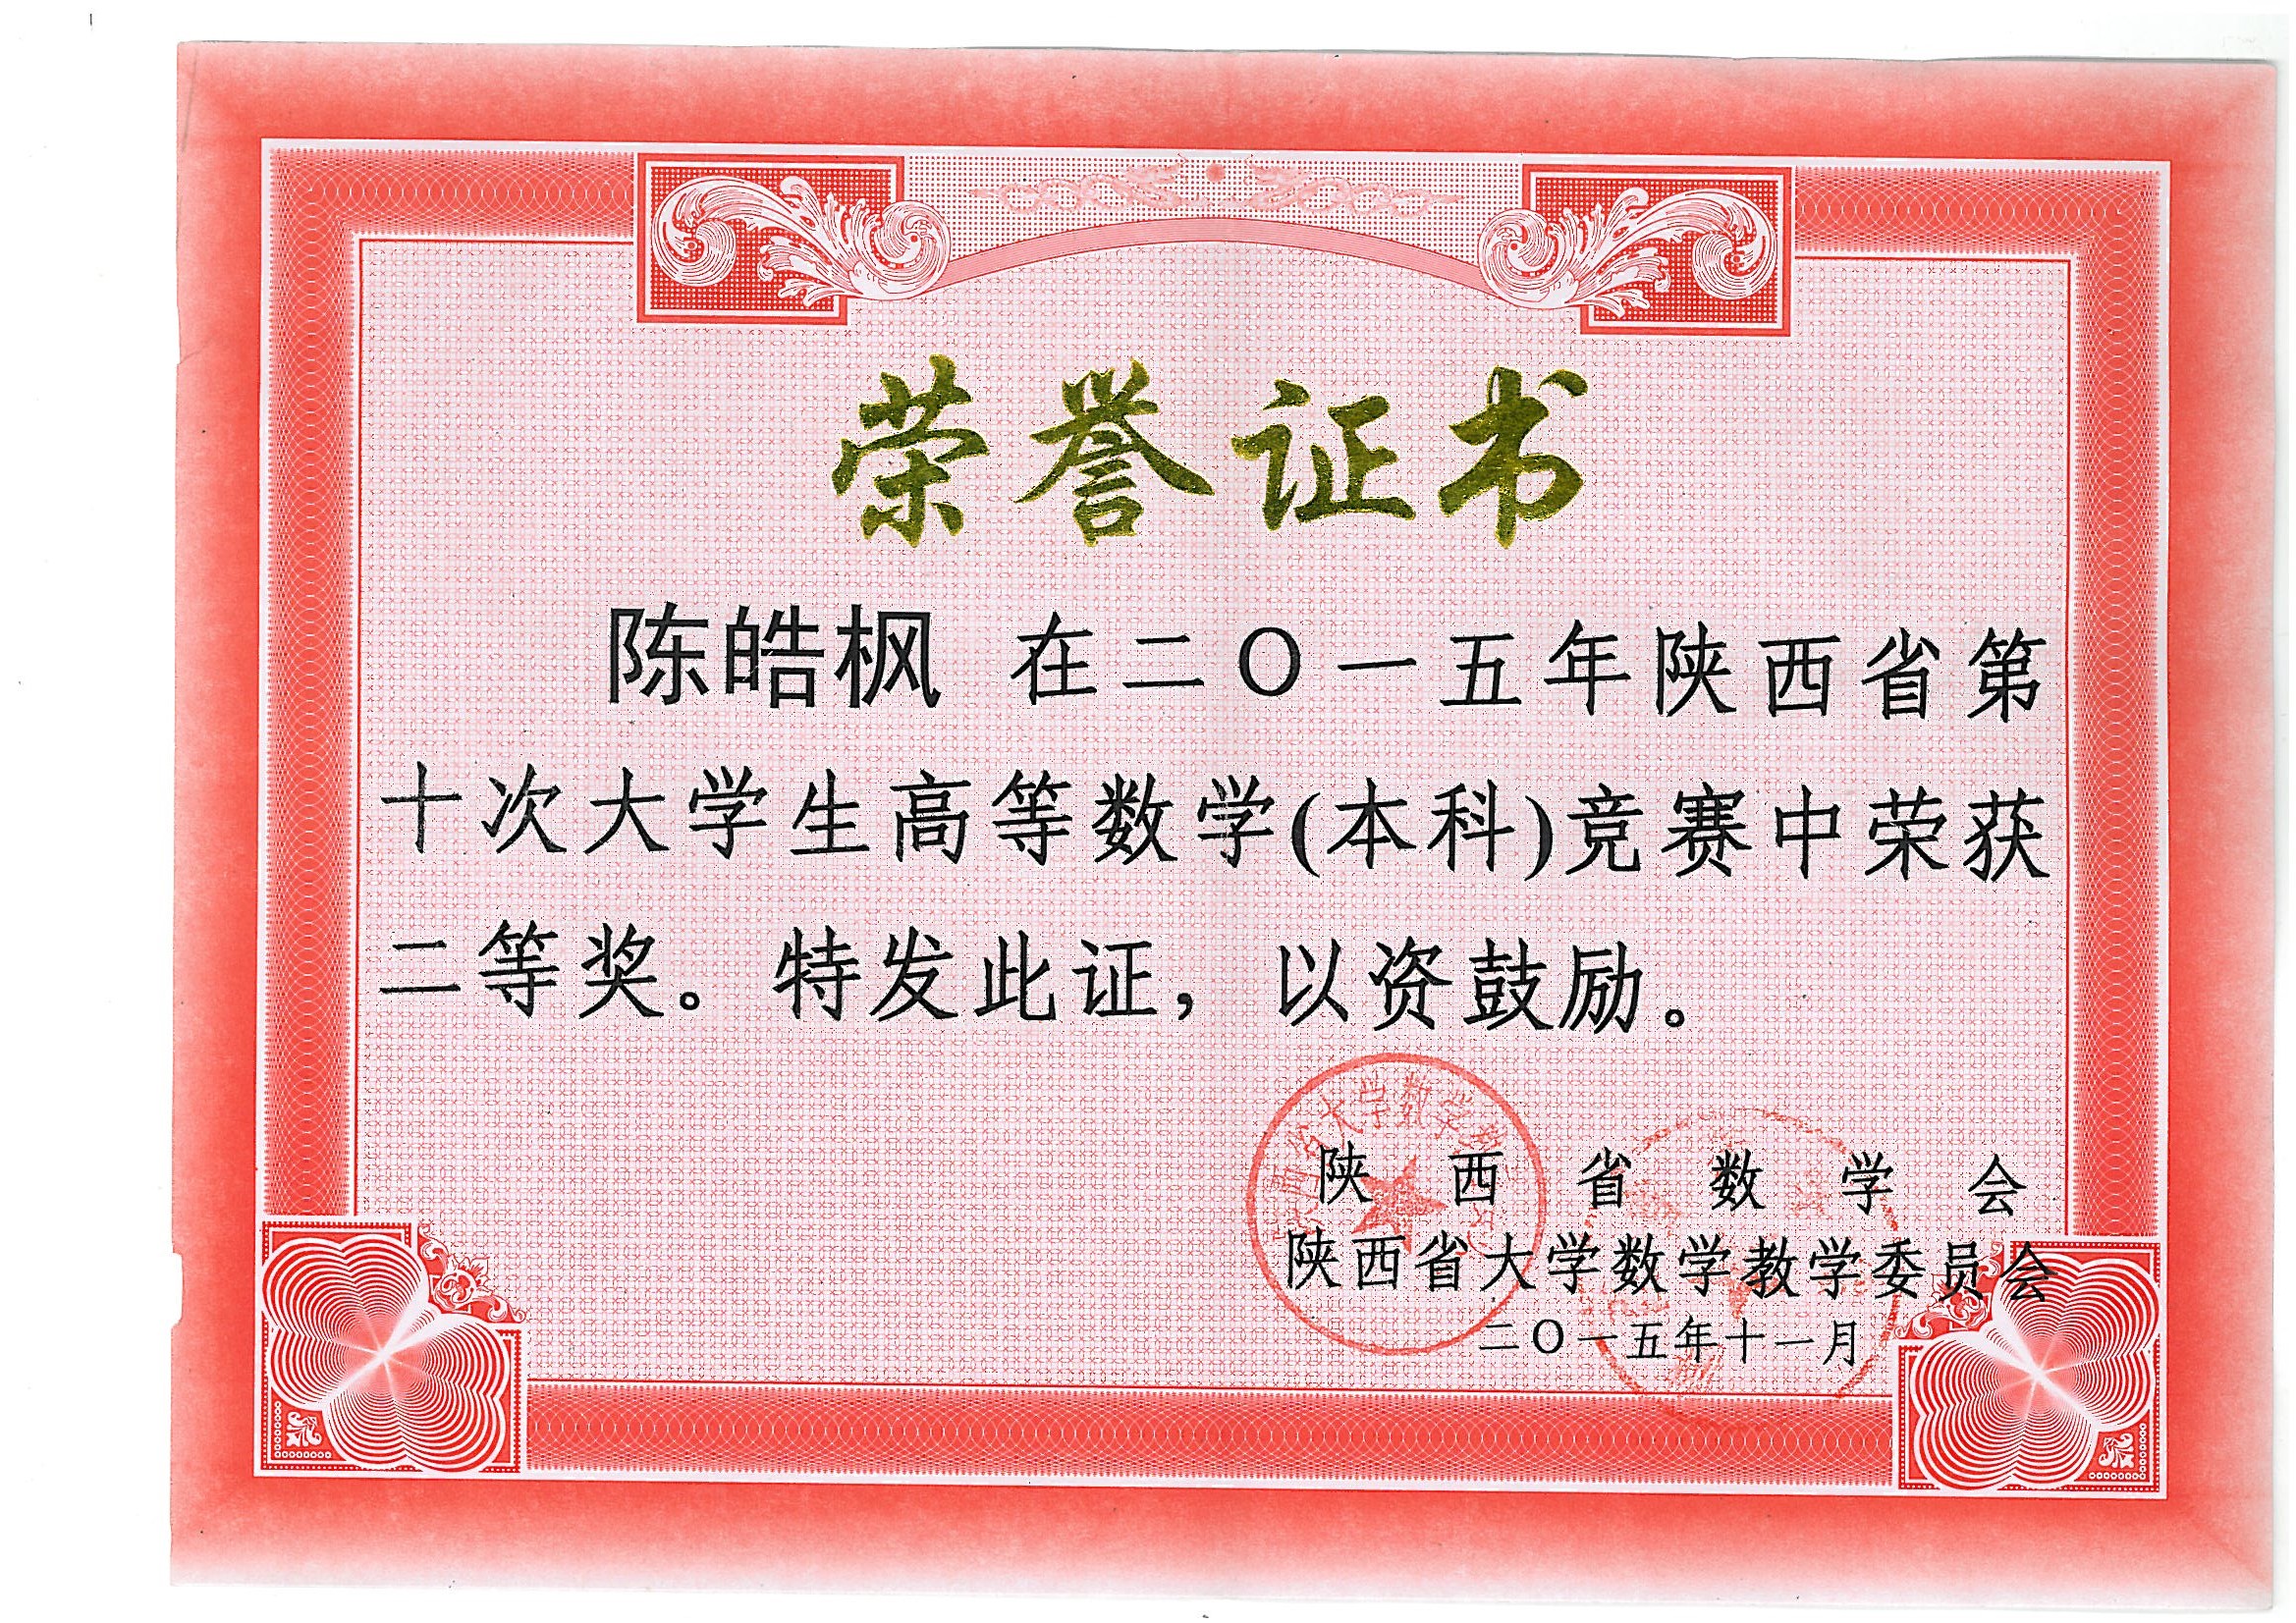 荣誉证书
陈皓枫 在二〇一五年陕西省第
十次大学生高等数学(本科)竞赛中荣获
二等奖。特发此证，以资鼓励。
大学数学
陕西省数学会
陕西省大学数学教学委员会
二〇一五年十一月